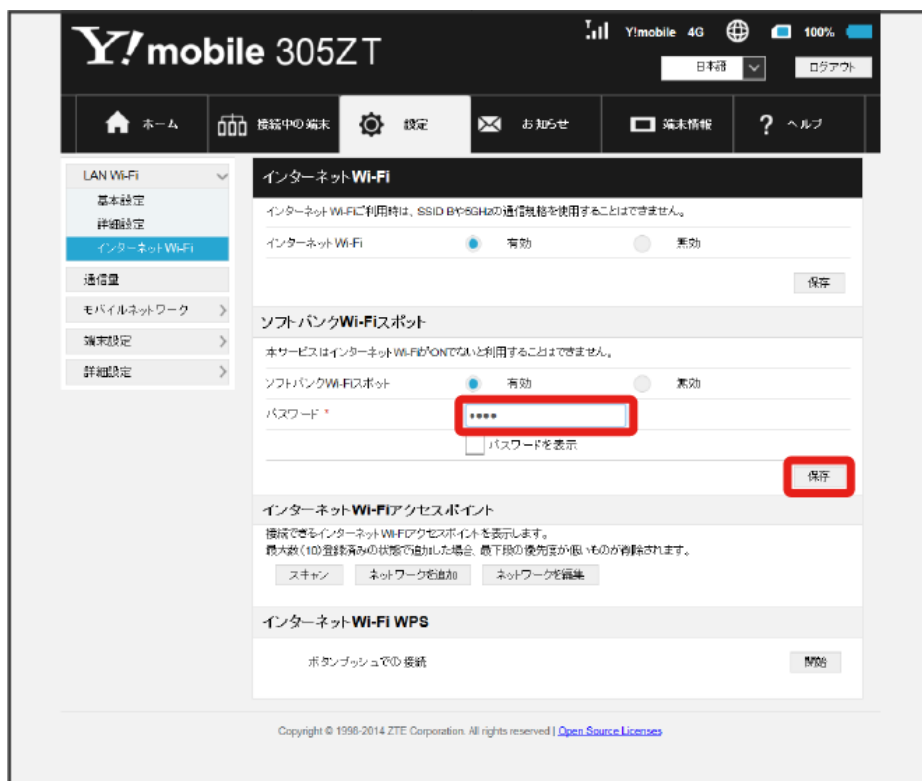 Y!mobile 305ZT
Y!mobile 4G 100%
日本語 ログアウト
ホーム 接続中の端末 設定 お知らせ 端末情報 ? ヘルプ
LAN Wi-Fi
基本設定
詳細設定
インターネットWi-Fi
通信量
モバイルネットワーク
端末設定
詳細設定
インターネットWi-Fi
インターネットWi-Fiご利用時は、SSID Bや5GHzの通信規格を使用することはできません。
インターネットWi-Fi 有効 無効
保存
ソフトバンクWi-Fiスポット
本サービスはインターネットWi-FiがONでないと利用することはできません。
ソフトバンクWi-Fiスポット 有効 無効
パスワード * ••••
パスワードを表示
保存
インターネットWi-Fiアクセスポイント
接続できるインターネットWi-Fiアクセスポイントを表示します。
最大数(10)登録済みの状態で追加した場合、最下段の優先度が低いものが削除されます。
スキャン ネットワークを追加 ネットワークを編集
インターネットWi-Fi WPS
ボタンプッシュでの接続 開始
Copyright © 1998-2014 ZTE Corporation. All rights reserved | Open Source Licenses